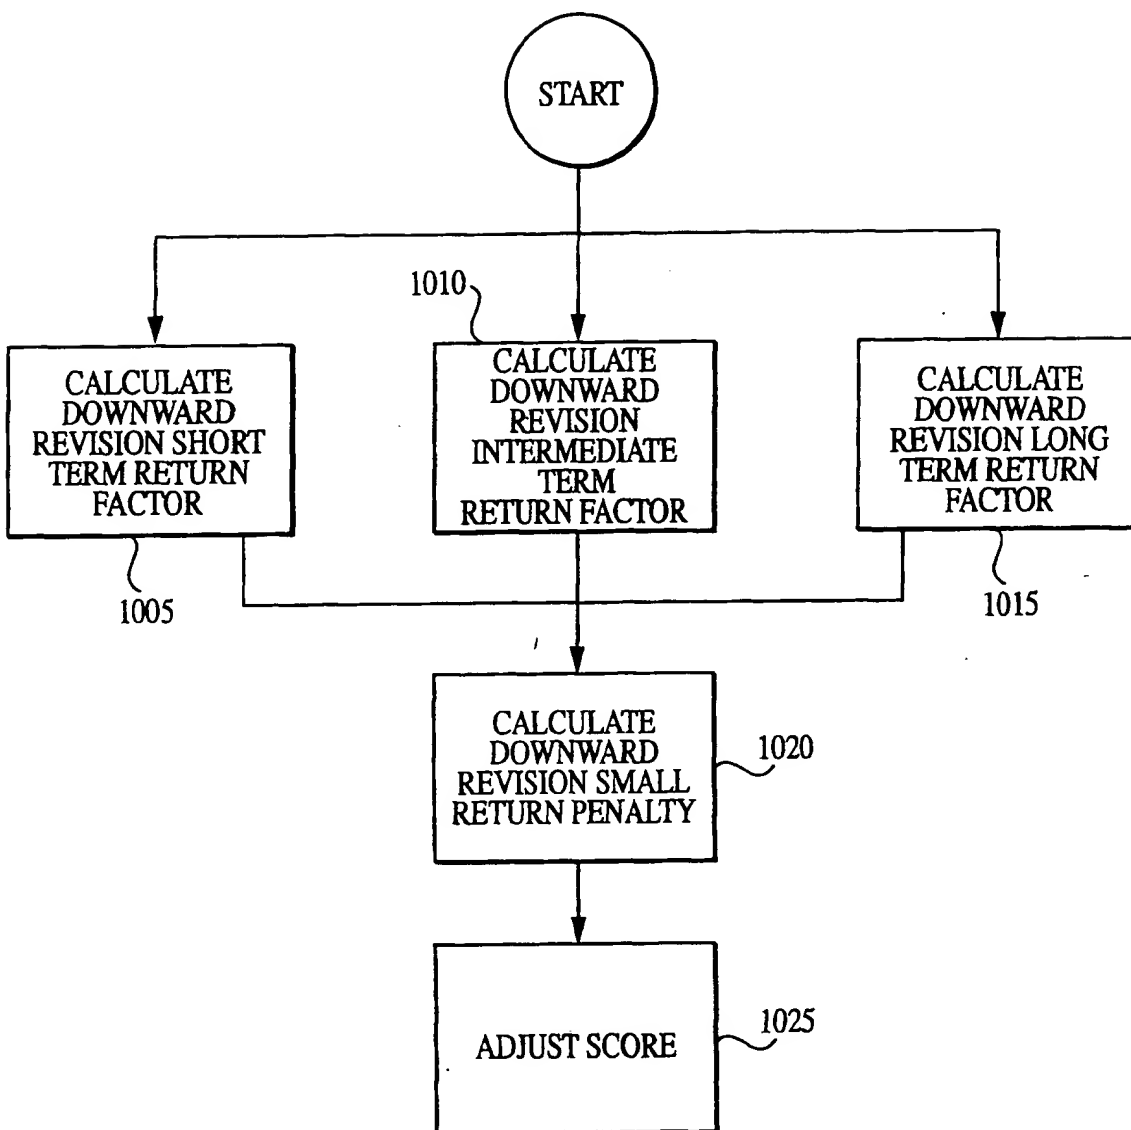 START
1010
CALCULATE
DOWNWARD
REVISION SHORT
TERM RETURN
FACTOR
1005
CALCULATE
DOWNWARD
REVISION
INTERMEDIATE
TERM
RETURN FACTOR
CALCULATE
DOWNWARD
REVISION LONG
TERM RETURN
FACTOR
1015
CALCULATE
DOWNWARD
REVISION SMALL
RETURN PENALTY
1020
ADJUST SCORE
1025